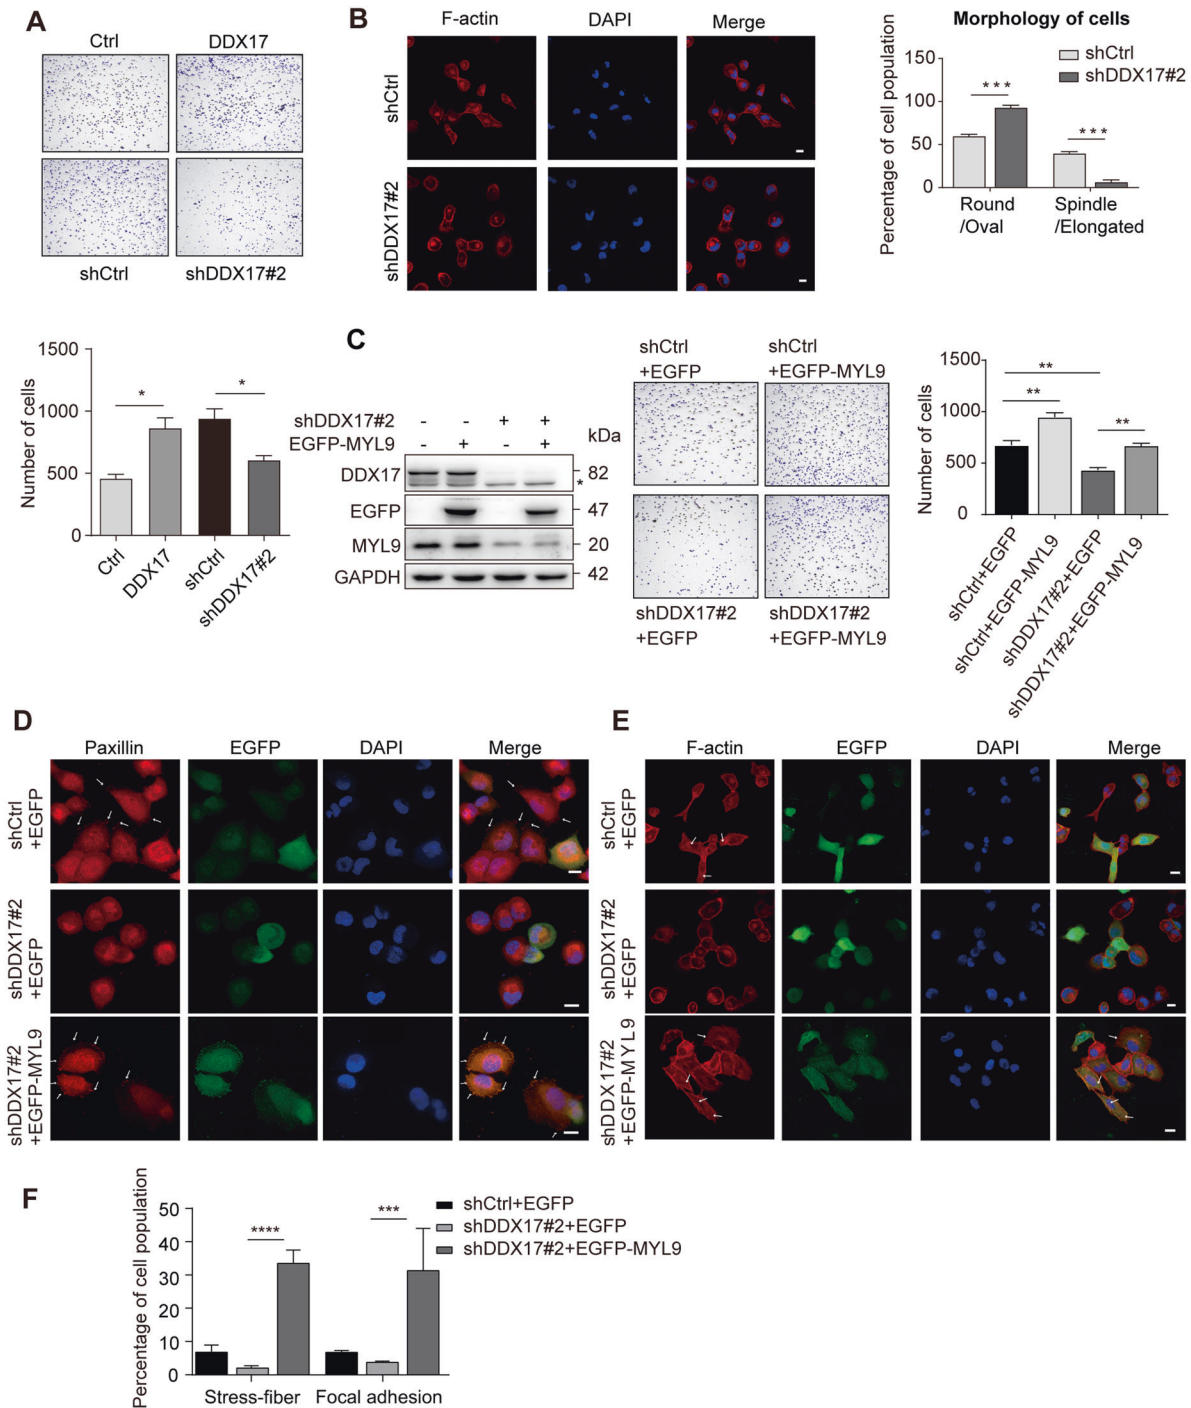 A
Ctrl
DDX17
shCtrl
shDDX17#2
1500
1000
500
0
Number of cells
*
*
Ctrl
DDX17
shCtrl
shDDX17#2
B
F-actin
DAPI
Merge
shCtrl
shDDX17#2
Morphology of cells
shCtrl
shDDX17#2
Percentage of cell population
150
100
50
0
***
***
Round
/Oval
Spindle
/Elongated
C
shDDX17#2 - - + +
EGFP-MYL9 - + - +
kDa
DDX17
82
*
EGFP
47
MYL9
20
GAPDH
42
shCtrl
+EGFP
shCtrl
+EGFP-MYL9
shDDX17#2
+EGFP
shDDX17#2
+EGFP-MYL9
Number of cells
1500
1000
500
0
**
**
**
shCtrl+EGFP
shCtrl+EGFP-MYL9
shDDX17#2+EGFP
shDDX17#2+EGFP-MYL9
D
Paxillin
EGFP
DAPI
Merge
shCtrl
+EGFP
shDDX17#2
+EGFP
shDDX17#2
+EGFP-MYL9
E
F-actin
EGFP
DAPI
Merge
shCtrl
+EGFP
shDDX17#2
+EGFP
shDDX17#2
+EGFP-MYL9
F
Percentage of cell population
50
40
30
20
10
0
****
***
Stress-fiber
Focal adhesion
shCtrl+EGFP
shDDX17#2+EGFP
shDDX17#2+EGFP-MYL9